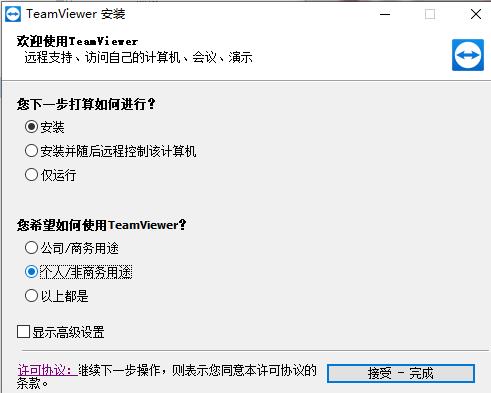 TeamViewer 安装
欢迎使用TeamViewer
远程支持、访问自己的计算机、会议、演示
您下一步打算如何进行？
安装
安装并随后远程控制该计算机
仅运行
您希望如何使用TeamViewer？
公司/商务用途
个人/非商务用途
以上都是
显示高级设置
许可协议：继续下一步操作，则表示您同意本许可协议的
条款。
接受 - 完成